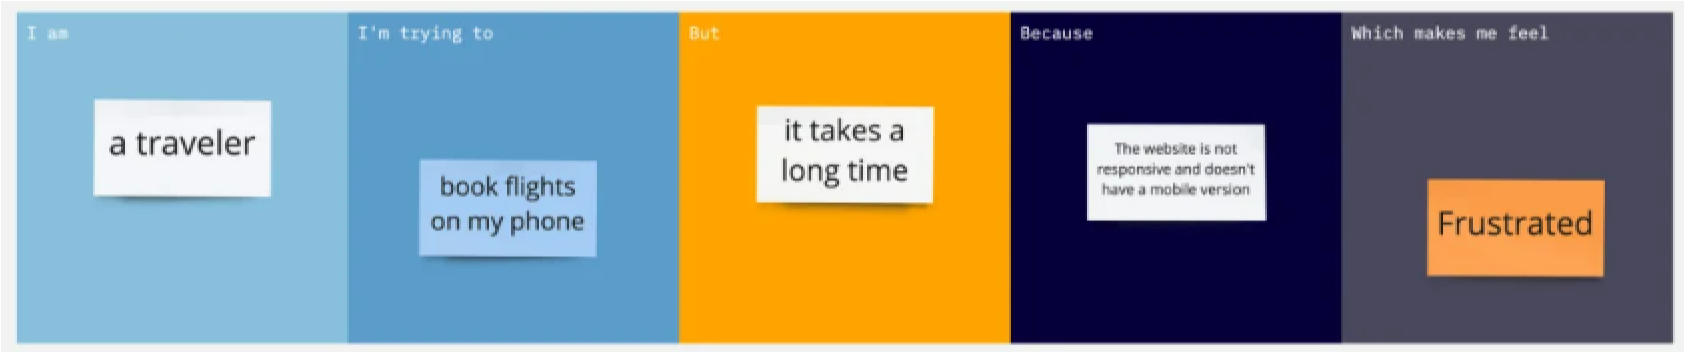 I am
a traveler
I'm trying to
book flights
on my phone
But
it takes a
long time
Because
The website is not
responsive and doesn't
have a mobile version
Which makes me feel
Frustrated